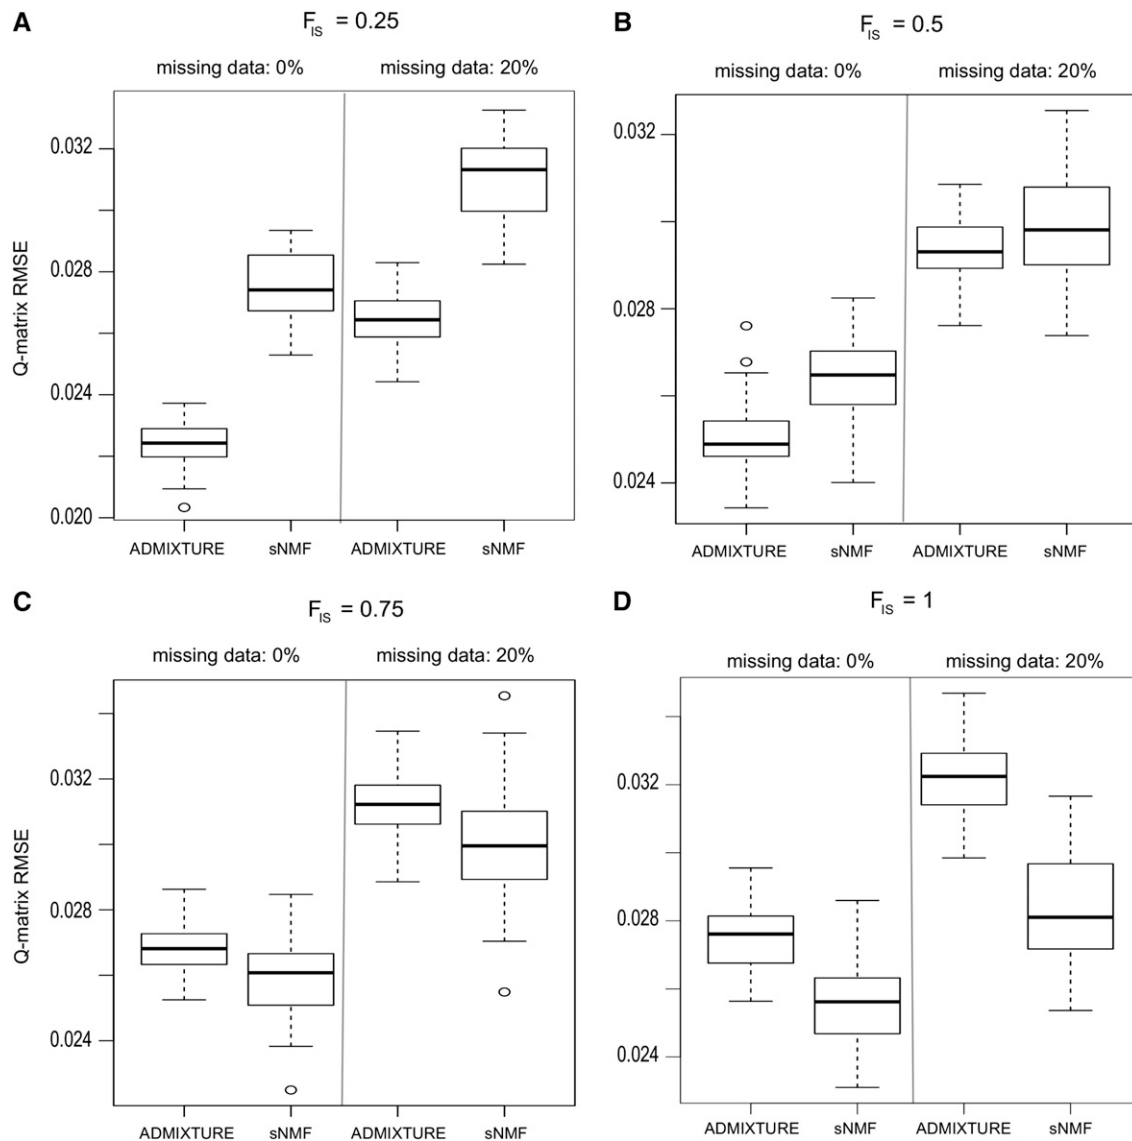 A
F_IS = 0.25
missing data: 0%
missing data: 20%
Q-matrix RMSE
0.032
0.028
0.024
0.020
ADMIXTURE
sNMF
ADMIXTURE
sNMF
B
F_IS = 0.5
missing data: 0%
missing data: 20%
0.032
0.028
0.024
ADMIXTURE
sNMF
ADMIXTURE
sNMF
C
F_IS = 0.75
missing data: 0%
missing data: 20%
Q-matrix RMSE
0.032
0.028
0.024
ADMIXTURE
sNMF
ADMIXTURE
sNMF
D
F_IS = 1
missing data: 0%
missing data: 20%
0.032
0.028
0.024
ADMIXTURE
sNMF
ADMIXTURE
sNMF